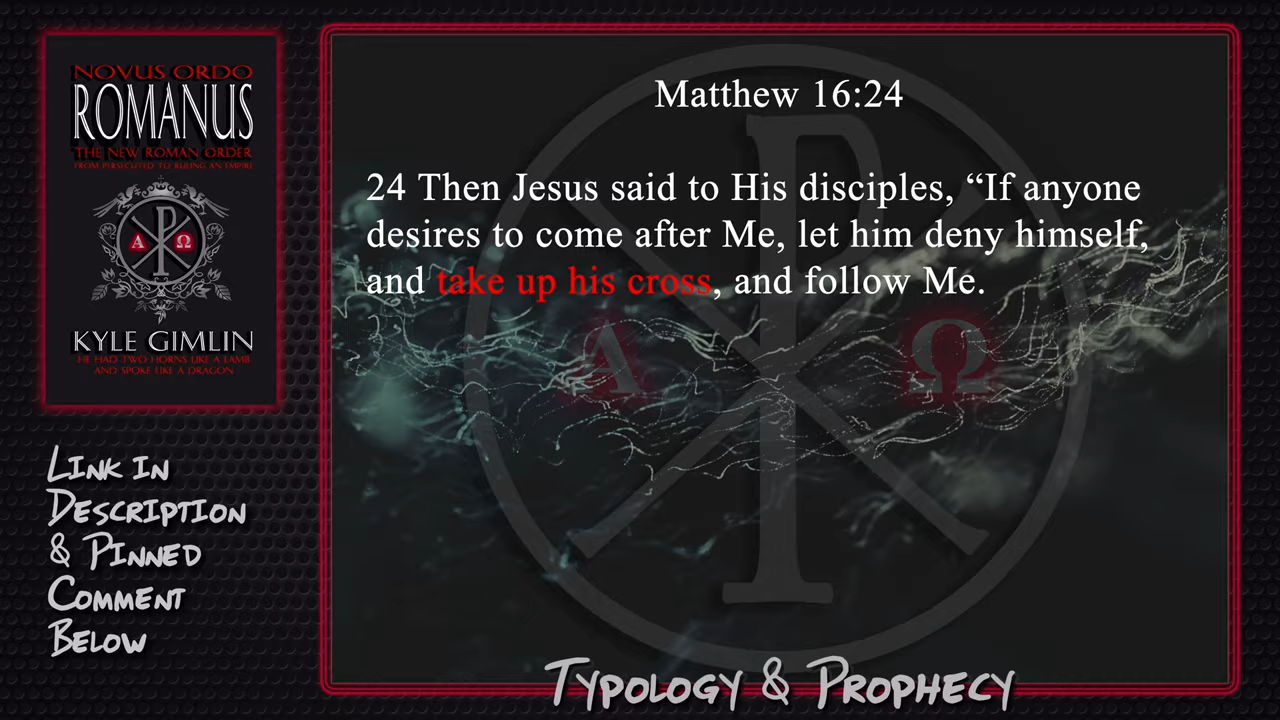 NOVUS ORDO
ROMANUS
THE NEW ROMAN ORDER
FROM PERSECUTED TO RULING AN EMPIRE
Α Ω
KYLE GIMLIN
HE HAD TWO HORNS LIKE A LAMB
AND SPOKE LIKE A DRAGON
LINK IN
DESCRIPTION
& PINNED
COMMENT
BELOW
Matthew 16:24
24 Then Jesus said to His disciples, “If anyone
desires to come after Me, let him deny himself,
and take up his cross, and follow Me.
Α Ω
TYPOLOGY & PROPHECY